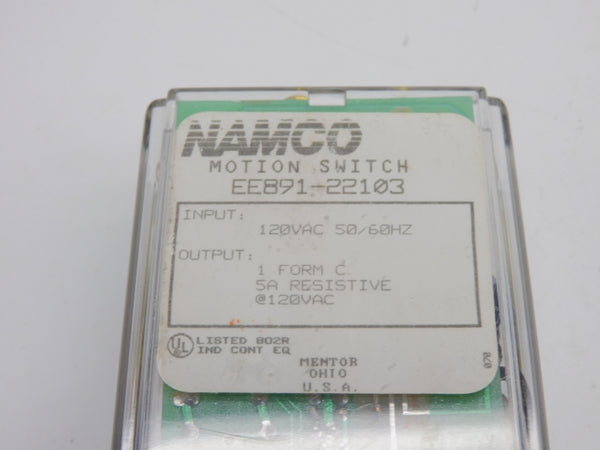 NAMCO
MOTION SWITCH
EE891-22103
INPUT:
120VAC 50/60HZ
OUTPUT:
1 FORM C
5A RESISTIVE
@120VAC
UL LISTED 802R
IND CONT EQ
MENTOR
OHIO
U.S.A.